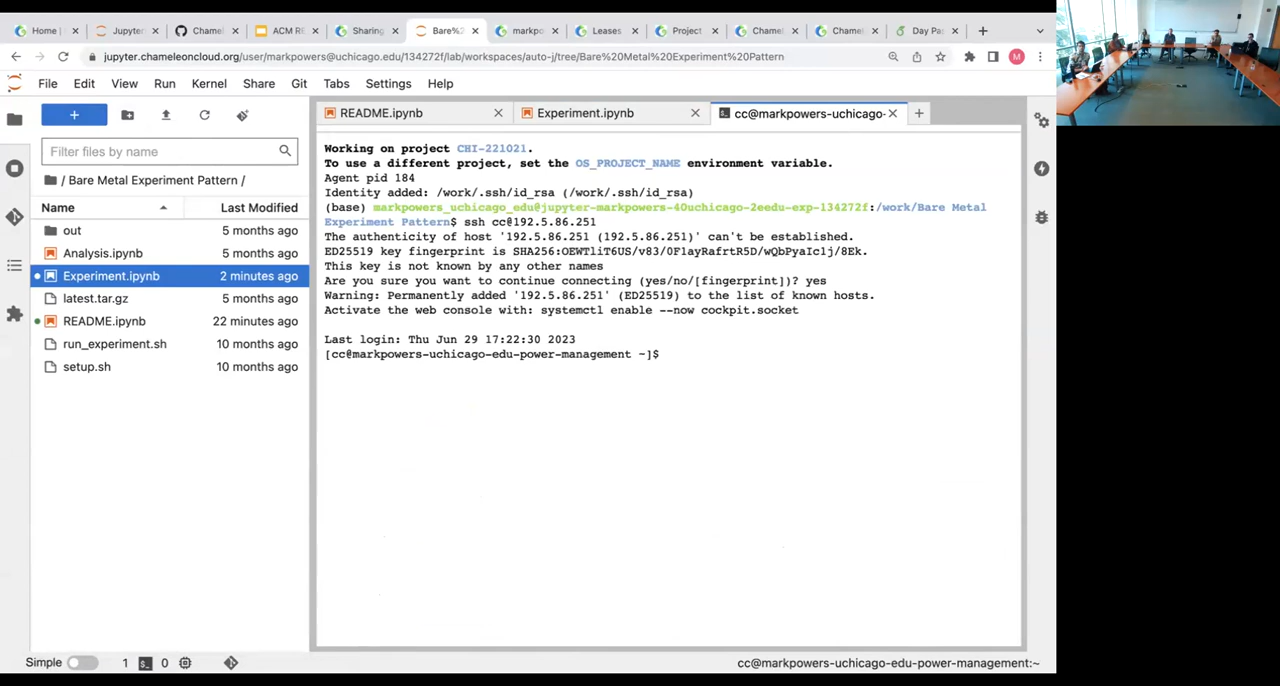 Home |
Jupyter
Chamel
ACM RE
Sharing
Bare%
markpo
Leases
Project
Chamel
Chamel
Day Pa
jupyter.chameleoncloud.org/user/markpowers@uchicago.edu/134272f/lab/workspaces/auto-j/tree/Bare%20Metal%20Experiment%20Pattern
M
File Edit View Run Kernel Share Git Tabs Settings Help
README.ipynb
Experiment.ipynb
cc@markpowers-uchicago-
Filter files by name
/ Bare Metal Experiment Pattern /
Name Last Modified
out 5 months ago
Analysis.ipynb 5 months ago
Experiment.ipynb 2 minutes ago
latest.tar.gz 5 months ago
README.ipynb 22 minutes ago
run_experiment.sh 10 months ago
setup.sh 10 months ago
Working on project CHI-221021.
To use a different project, set the OS_PROJECT_NAME environment variable.
Agent pid 184
Identity added: /work/.ssh/id_rsa (/work/.ssh/id_rsa)
(base) markpowers_uchicago_edu@jupyter-markpowers-40uchicago-2eedu-exp-134272f:/work/Bare Metal
Experiment Pattern$ ssh cc@192.5.86.251
The authenticity of host '192.5.86.251 (192.5.86.251)' can't be established.
ED25519 key fingerprint is SHA256:OEWTliT6US/v83/0F1ayRafrtR5D/wQbPyaIc1j/8Ek.
This key is not known by any other names
Are you sure you want to continue connecting (yes/no/[fingerprint])? yes
Warning: Permanently added '192.5.86.251' (ED25519) to the list of known hosts.
Activate the web console with: systemctl enable --now cockpit.socket
Last login: Thu Jun 29 17:22:30 2023
[cc@markpowers-uchicago-edu-power-management ~]$
Simple 1 0
cc@markpowers-uchicago-edu-power-management:~